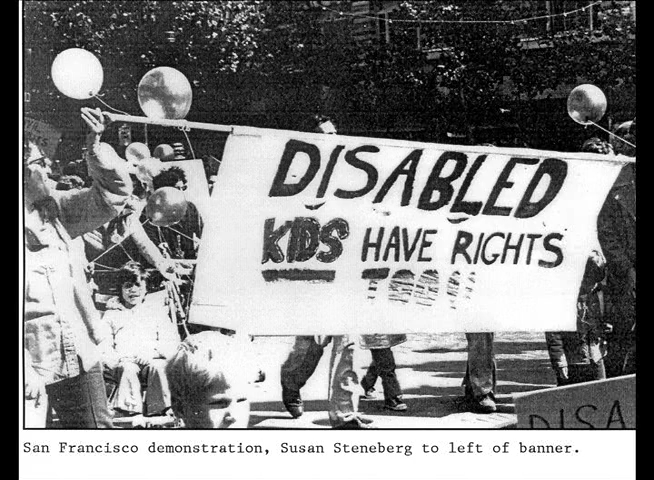 DISABLED
KIDS HAVE RIGHTS
TOO!!!
DISA
San Francisco demonstration, Susan Steneberg to left of banner.